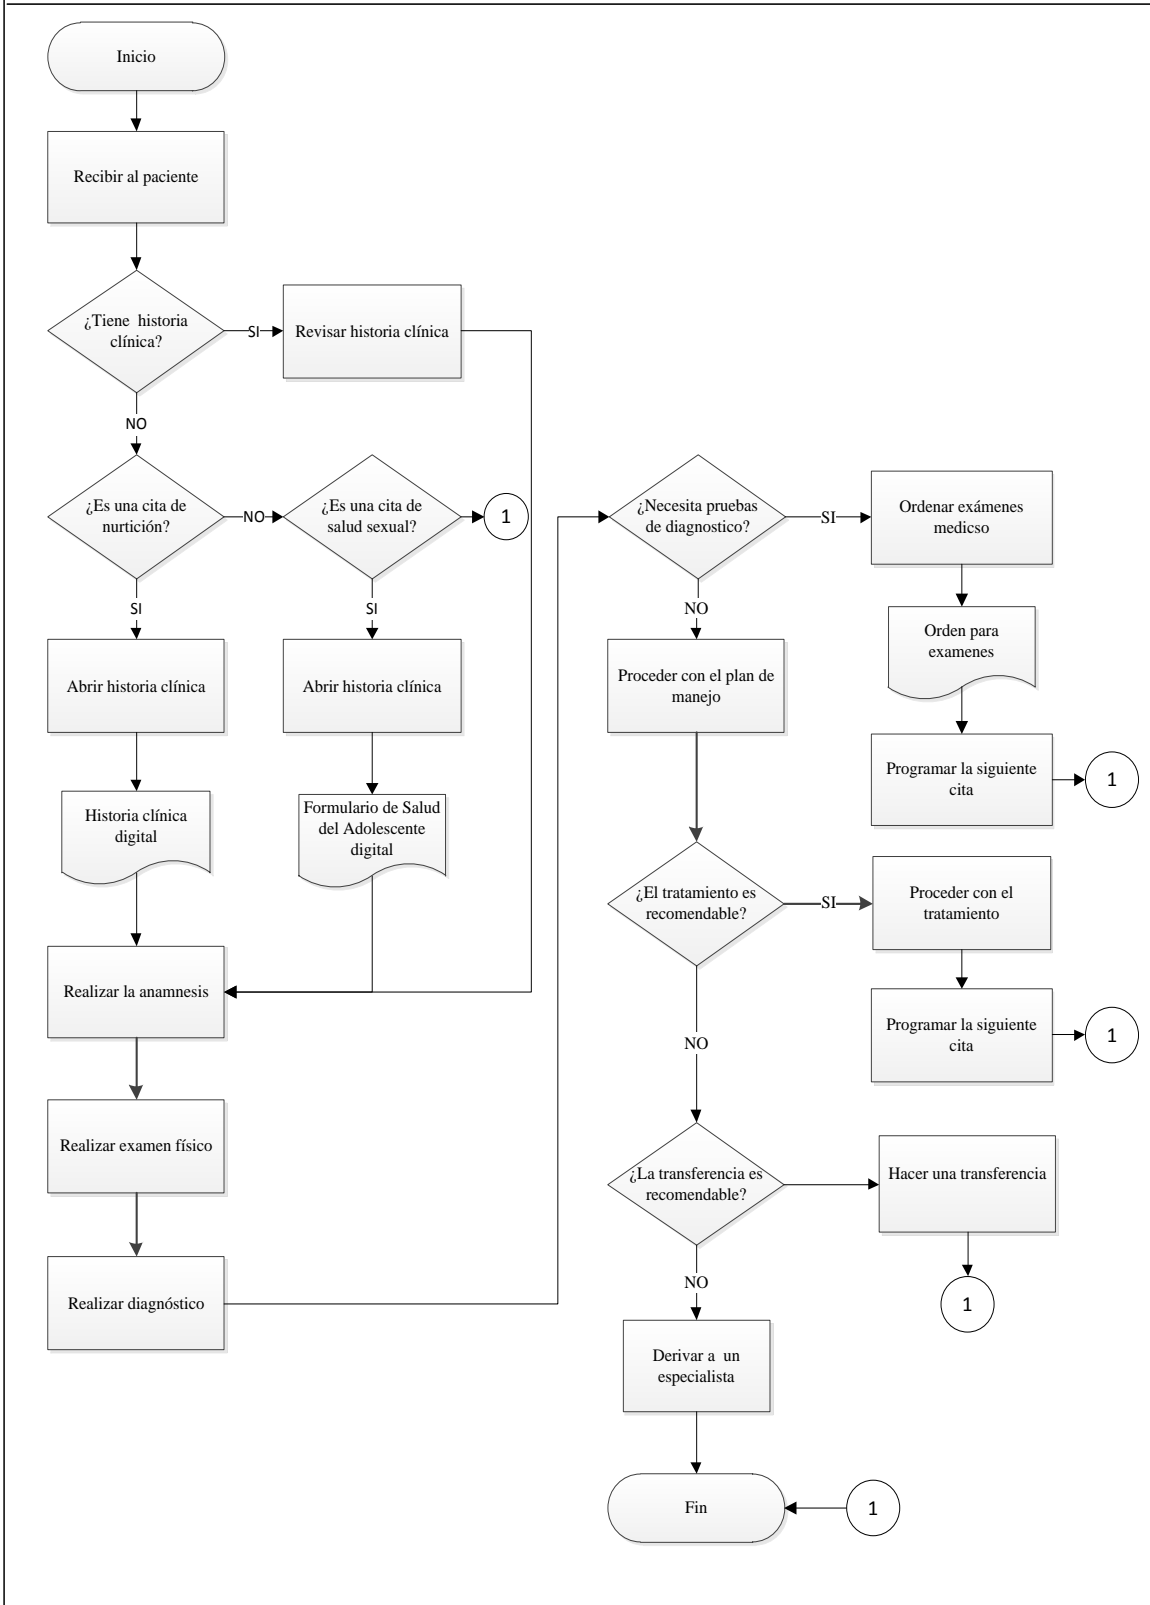 Inicio
Recibir al paciente
¿Tiene historia
clínica?
SI
Revisar historia clínica
NO
¿Es una cita de
nurtición?
NO
¿Es una cita de
salud sexual?
1
SI
SI
Abrir historia clínica
Abrir historia clínica
Historia clínica
digital
Formulario de Salud
del Adolescente
digital
Realizar la anamnesis
Realizar examen físico
Realizar diagnóstico
¿Necesita pruebas
de diagnostico?
SI
Ordenar exámenes
medicso
NO
Orden para
examenes
Proceder con el plan de
manejo
Programar la siguiente
cita
1
¿El tratamiento es
recomendable?
SI
Proceder con el
tratamiento
Programar la siguiente
cita
1
NO
¿La transferencia es
recomendable?
Hacer una transferencia
1
NO
Derivar a un
especialista
Fin
1